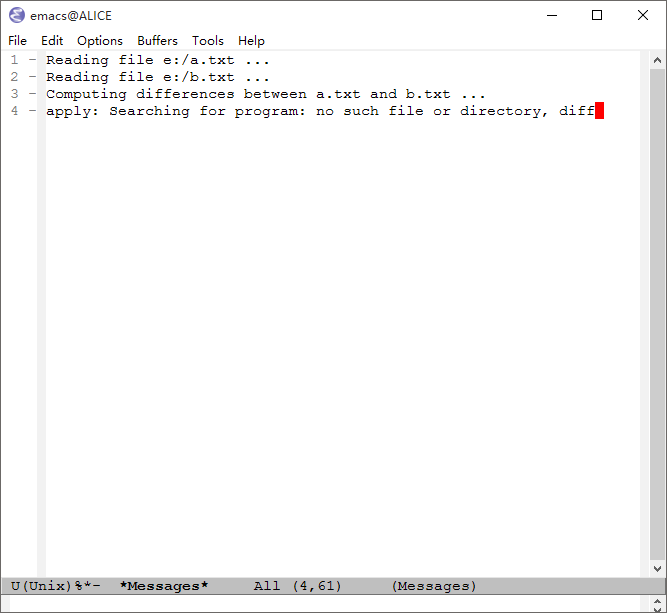 emacs@ALICE
File Edit Options Buffers Tools Help
1 - Reading file e:/a.txt ...
2 - Reading file e:/b.txt ...
3 - Computing differences between a.txt and b.txt ...
4 - apply: Searching for program: no such file or directory, diff
U(Unix)%*- *Messages* All (4,61) (Messages)